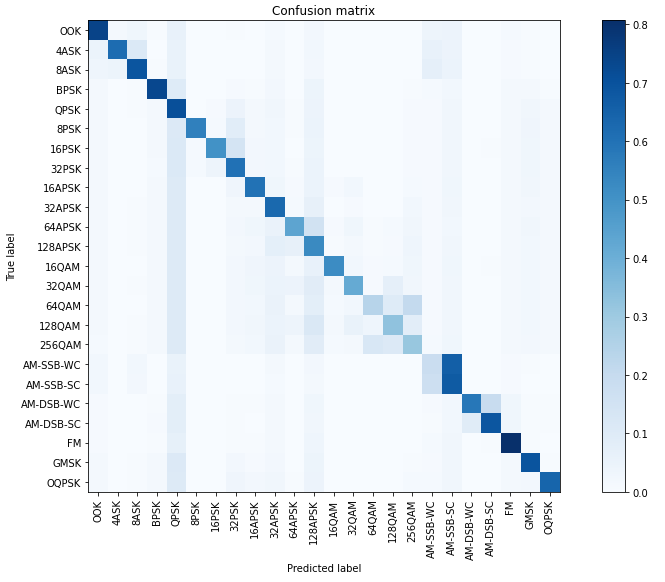 Confusion matrix
True label
OOK
4ASK
8ASK
BPSK
QPSK
8PSK
16PSK
32PSK
16APSK
32APSK
64APSK
128APSK
16QAM
32QAM
64QAM
128QAM
256QAM
AM-SSB-WC
AM-SSB-SC
AM-DSB-WC
AM-DSB-SC
FM
GMSK
OQPSK
OOK
4ASK
8ASK
BPSK
QPSK
8PSK
16PSK
32PSK
16APSK
32APSK
64APSK
128APSK
16QAM
32QAM
64QAM
128QAM
256QAM
AM-SSB-WC
AM-SSB-SC
AM-DSB-WC
AM-DSB-SC
FM
GMSK
OQPSK
Predicted label
0.8
0.7
0.6
0.5
0.4
0.3
0.2
0.1
0.0